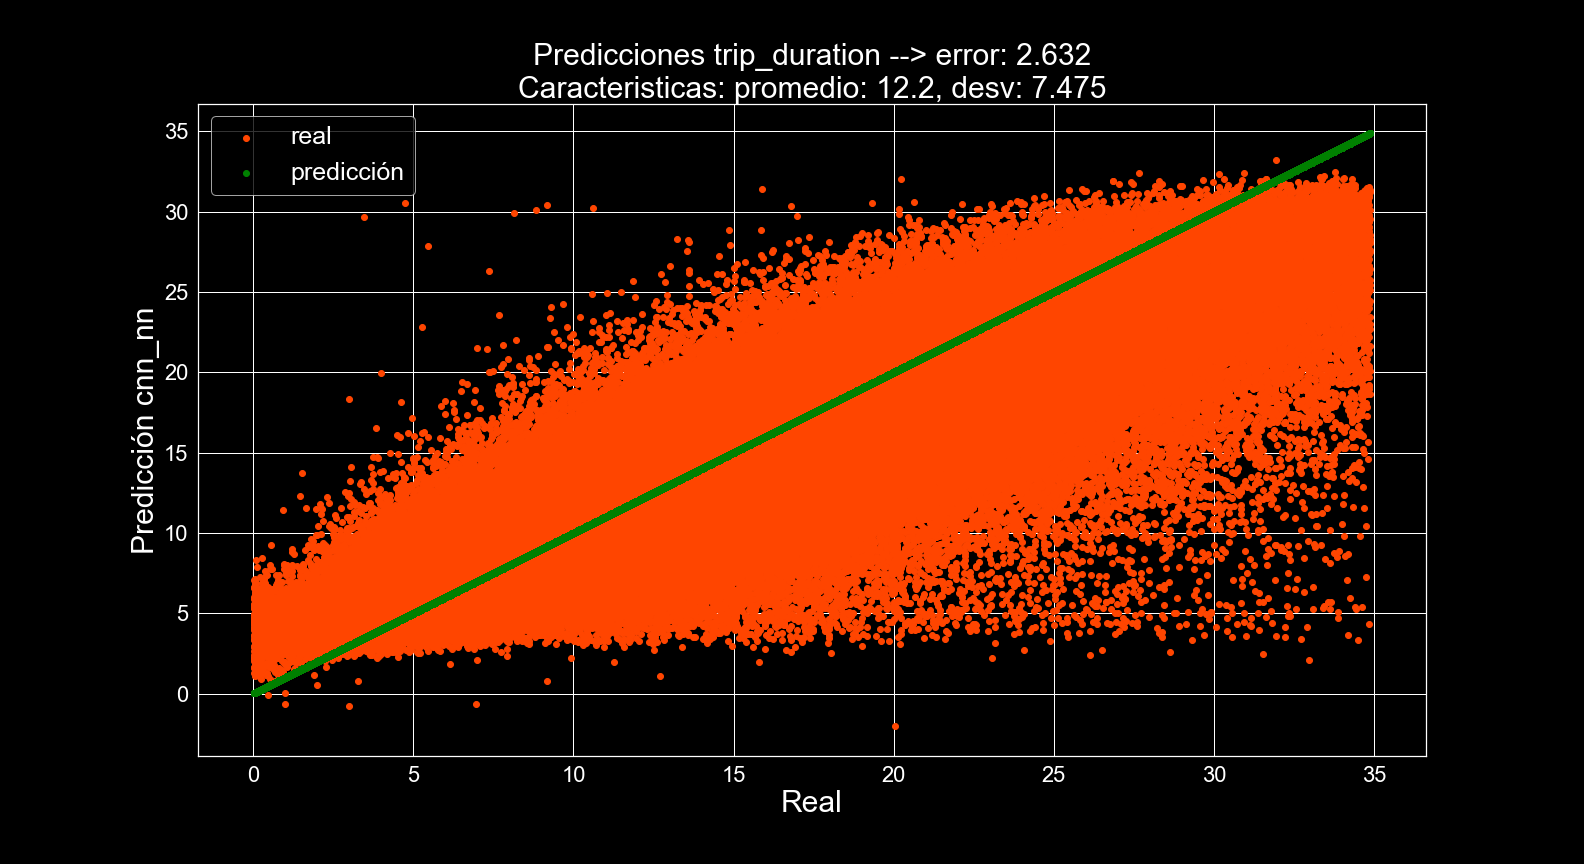 Predicciones trip_duration --> error: 2.632
Caracteristicas: promedio: 12.2, desv: 7.475
real
predicción
Predicción cnn_nn
35
30
25
20
15
10
5
0
0 5 10 15 20 25 30 35
Real